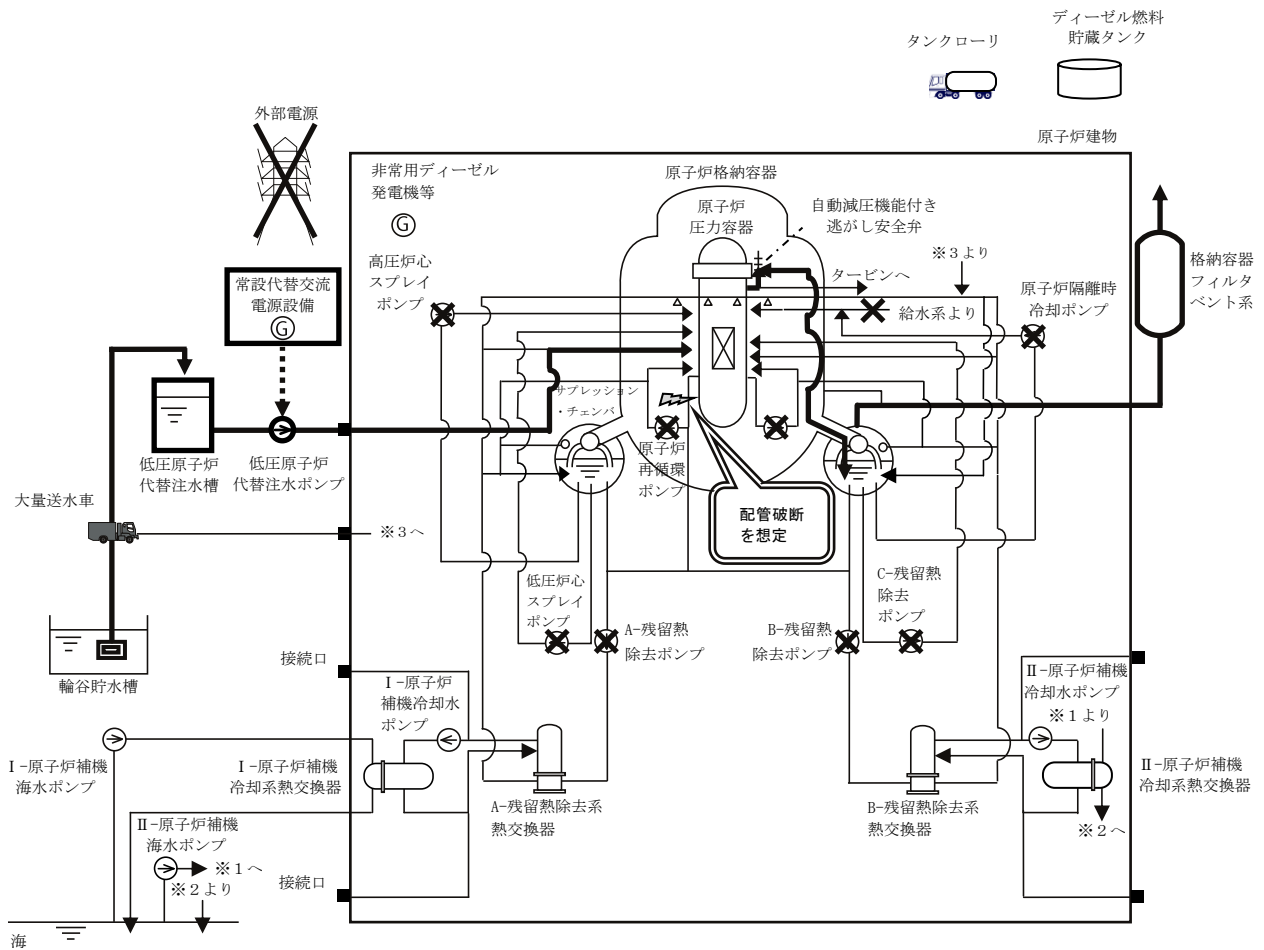 ディーゼル燃料
貯蔵タンク
タンクローリ
外部電源
原子炉建物
非常用ディーゼル
発電機等
G
原子炉格納容器
原子炉
圧力容器
自動減圧機能付き
逃がし安全弁
※３より
高圧炉心
スプレイ
ポンプ
タービンへ
原子炉隔離時
冷却ポンプ
給水系より
格納容器
フィルタ
ベント系
常設代替交流
電源設備
G
サプレッション
・チェンバ
低圧原子炉
代替注水槽
低圧原子炉
代替注水ポンプ
原子炉
再循環
ポンプ
大量送水車
※３へ
配管破断
を想定
低圧炉心
スプレイ
ポンプ
C-残留熱
除去
ポンプ
A-残留熱
除去ポンプ
B-残留熱
除去ポンプ
輪谷貯水槽
接続口
Ⅰ-原子炉
補機冷却水
ポンプ
Ⅱ-原子炉補機
冷却水ポンプ
※１より
Ⅰ-原子炉補機
海水ポンプ
Ⅰ-原子炉補機
冷却系熱交換器
Ⅱ-原子炉補機
冷却系熱交換器
A-残留熱除去系
熱交換器
B-残留熱除去系
熱交換器
※２へ
Ⅱ-原子炉補機
海水ポンプ
※１へ
※２より
接続口
海